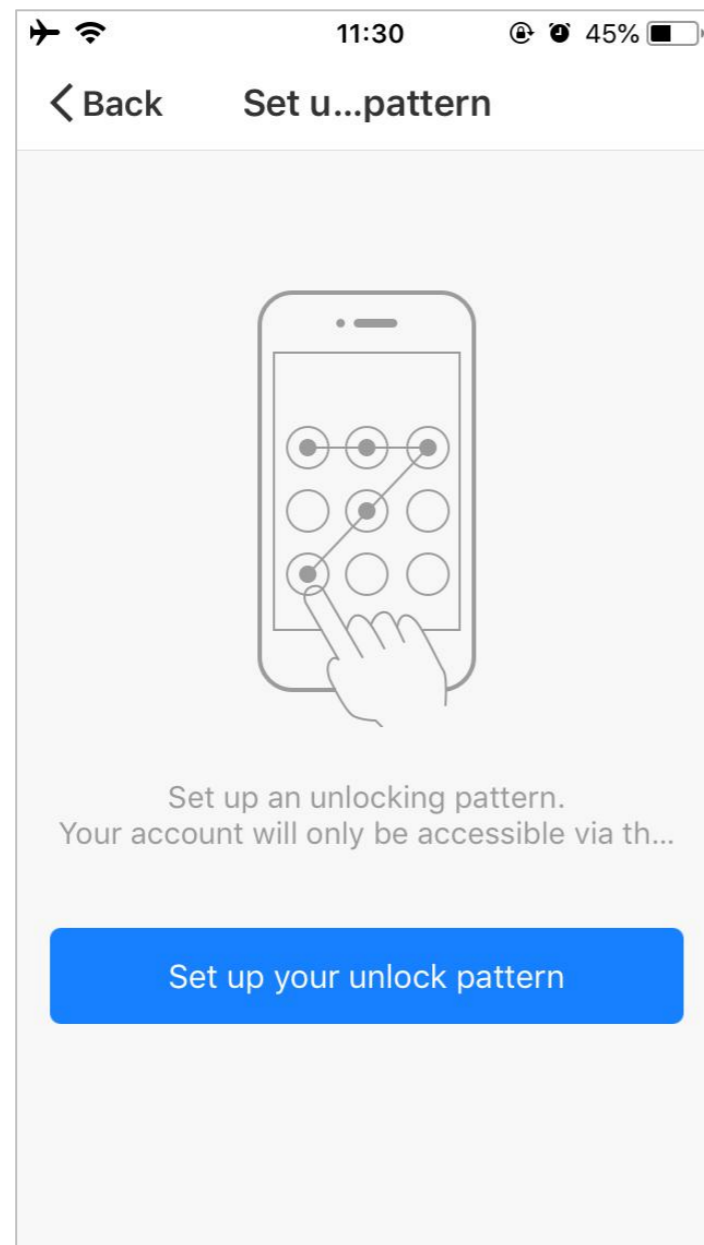 11:30
45%
Back
Set u...pattern
Set up an unlocking pattern.
Your account will only be accessible via th...
Set up your unlock pattern